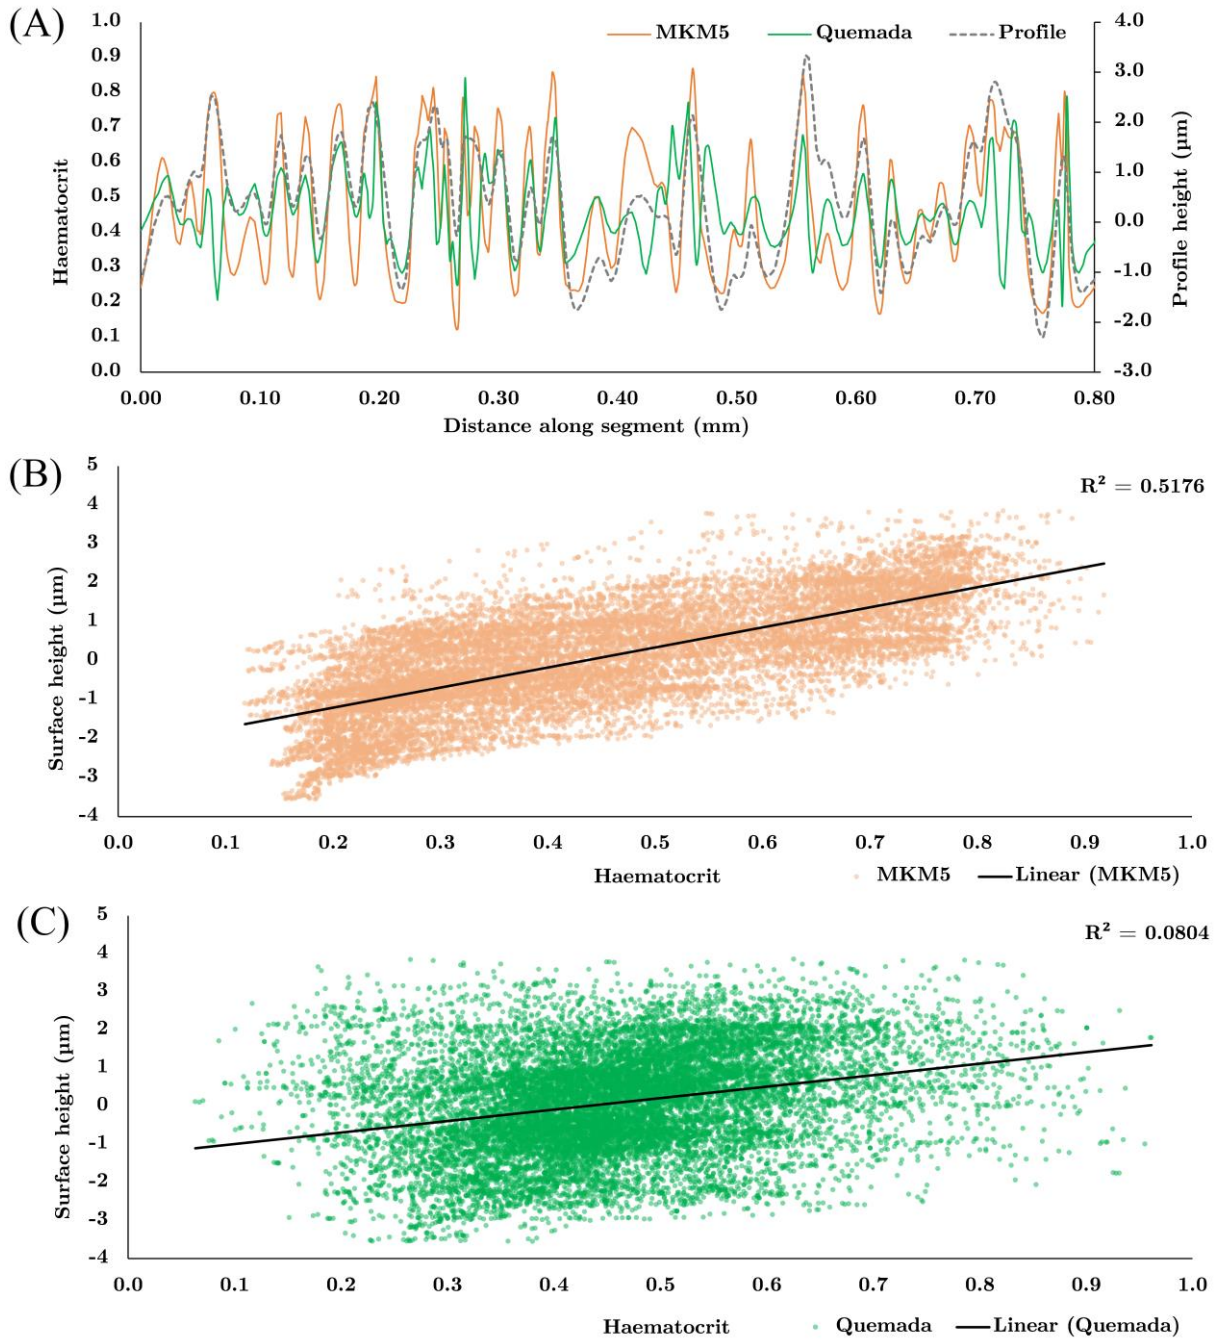 (A)
MKM5 Quemada Profile
1.0 4.0
0.9
0.8 3.0
0.7 2.0
0.6 1.0
0.5
0.4 0.0
0.3 -1.0
0.2
0.1 -2.0
0.0 -3.0
Haematocrit
Profile height (µm)
0.00 0.10 0.20 0.30 0.40 0.50 0.60 0.70 0.80
Distance along segment (mm)
(B)
R² = 0.5176
5
4
3
2
1
0
-1
-2
-3
-4
Surface height (µm)
0.0 0.1 0.2 0.3 0.4 0.5 0.6 0.7 0.8 0.9 1.0
Haematocrit
MKM5 Linear (MKM5)
(C)
R² = 0.0804
5
4
3
2
1
0
-1
-2
-3
-4
Surface height (µm)
0.0 0.1 0.2 0.3 0.4 0.5 0.6 0.7 0.8 0.9 1.0
Haematocrit
Quemada Linear (Quemada)